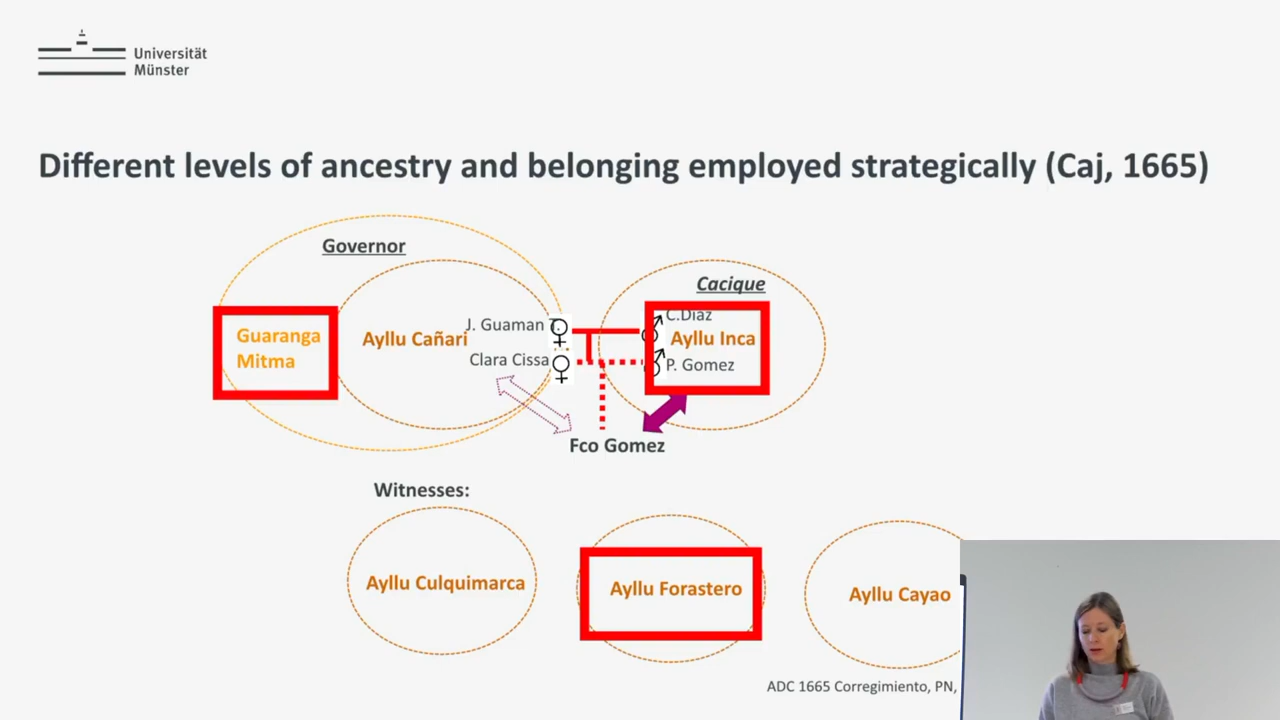 Universität
Münster
Different levels of ancestry and belonging employed strategically (Caj, 1665)
Governor
Cacique
Guaranga
Mitma
Ayllu Cañari
J. Guaman T.
Clara Cissa
C.Diaz
Ayllu Inca
P. Gomez
Fco Gomez
Witnesses:
Ayllu Culquimarca
Ayllu Forastero
Ayllu Cayao
ADC 1665 Corregimiento, PN,